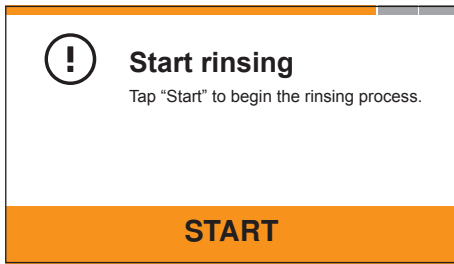 Start rinsing
Tap “Start” to begin the rinsing process.
START